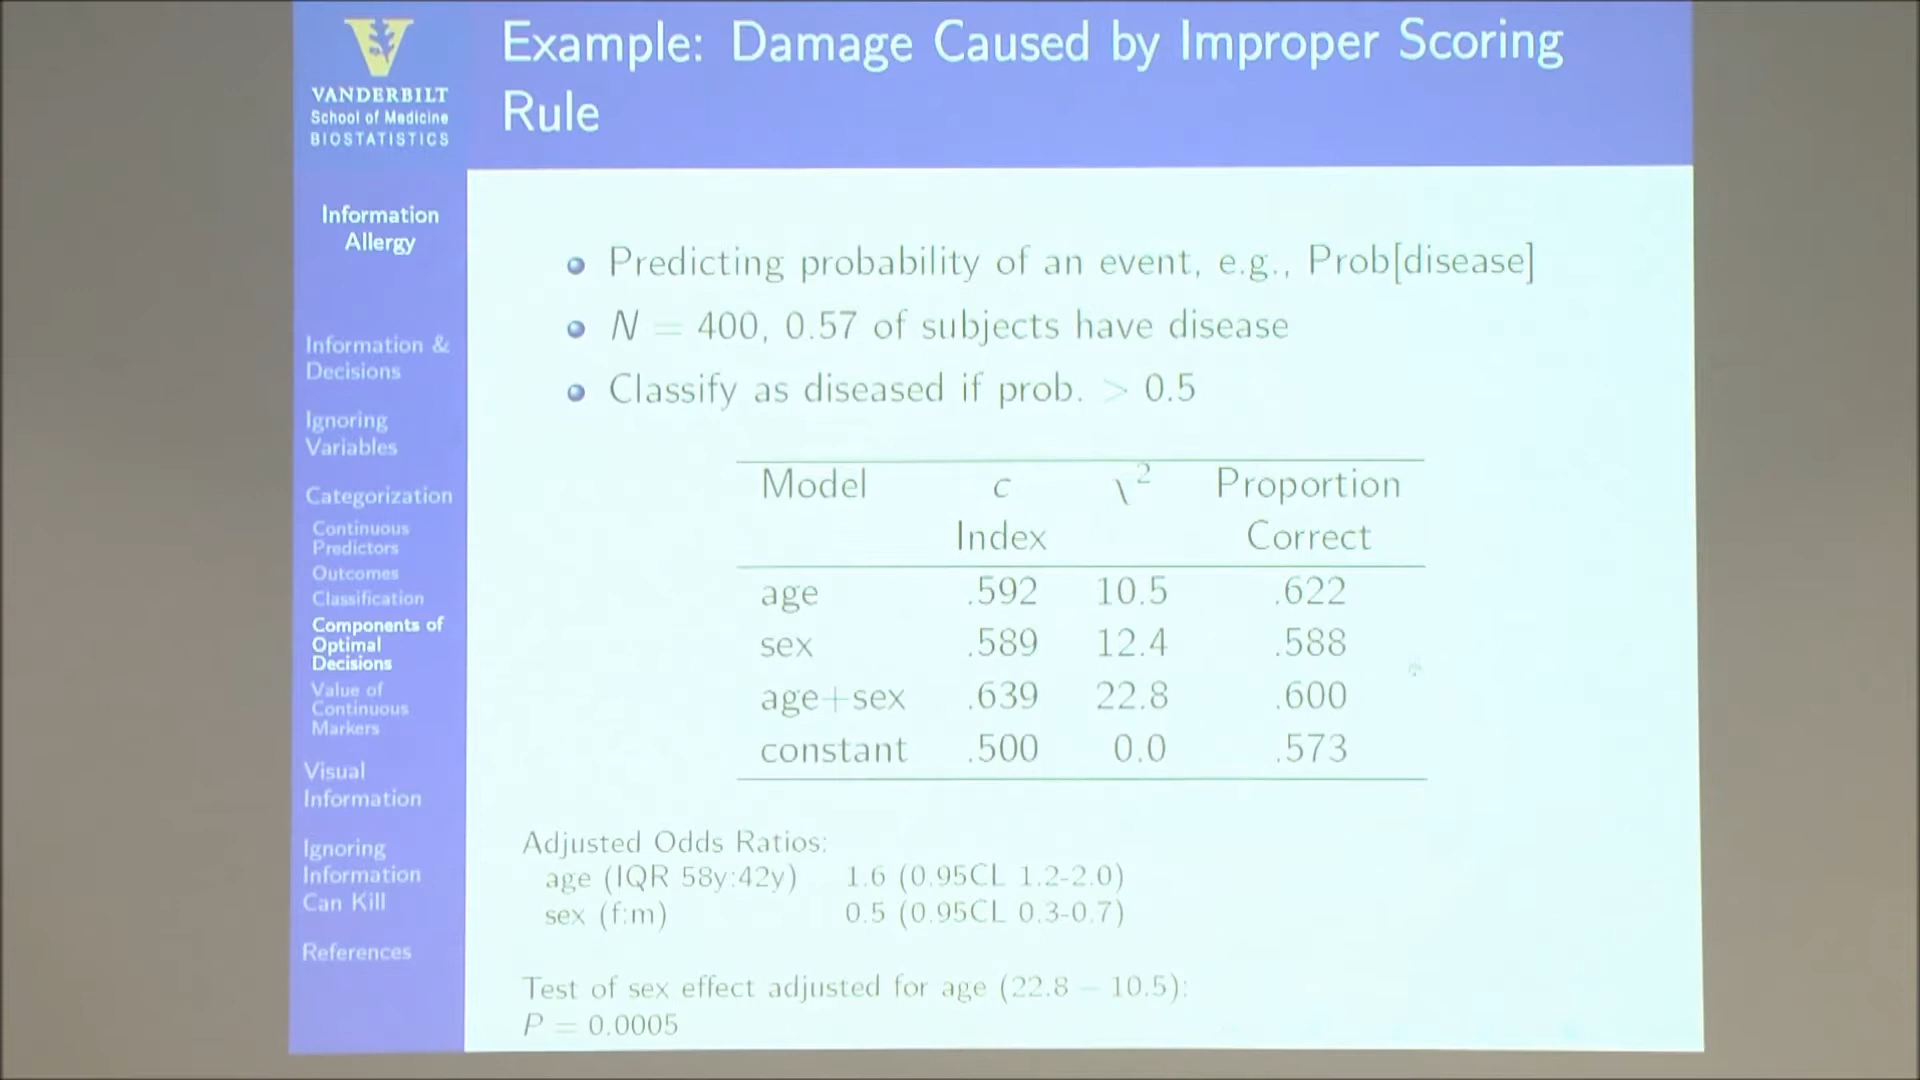 VANDERBILT
School of Medicine
BIOSTATISTICS
Example: Damage Caused by Improper Scoring
Rule
Information
Allergy
Information &
Decisions
Ignoring
Variables
Categorization
Continuous
Predictors
Outcomes
Classification
Components of
Optimal
Decisions
Value of
Continuous
Markers
Visual
Information
Ignoring
Information
Can Kill
References
Predicting probability of an event, e.g., Prob[disease]
N = 400, 0.57 of subjects have disease
Classify as diseased if prob. > 0.5
Model c χ² Proportion
Index Correct
age .592 10.5 .622
sex .589 12.4 .588
age+sex .639 22.8 .600
constant .500 0.0 .573
Adjusted Odds Ratios:
age (IQR 58y:42y) 1.6 (0.95CL 1.2-2.0)
sex (f:m) 0.5 (0.95CL 0.3-0.7)
Test of sex effect adjusted for age (22.8 − 10.5):
P = 0.0005